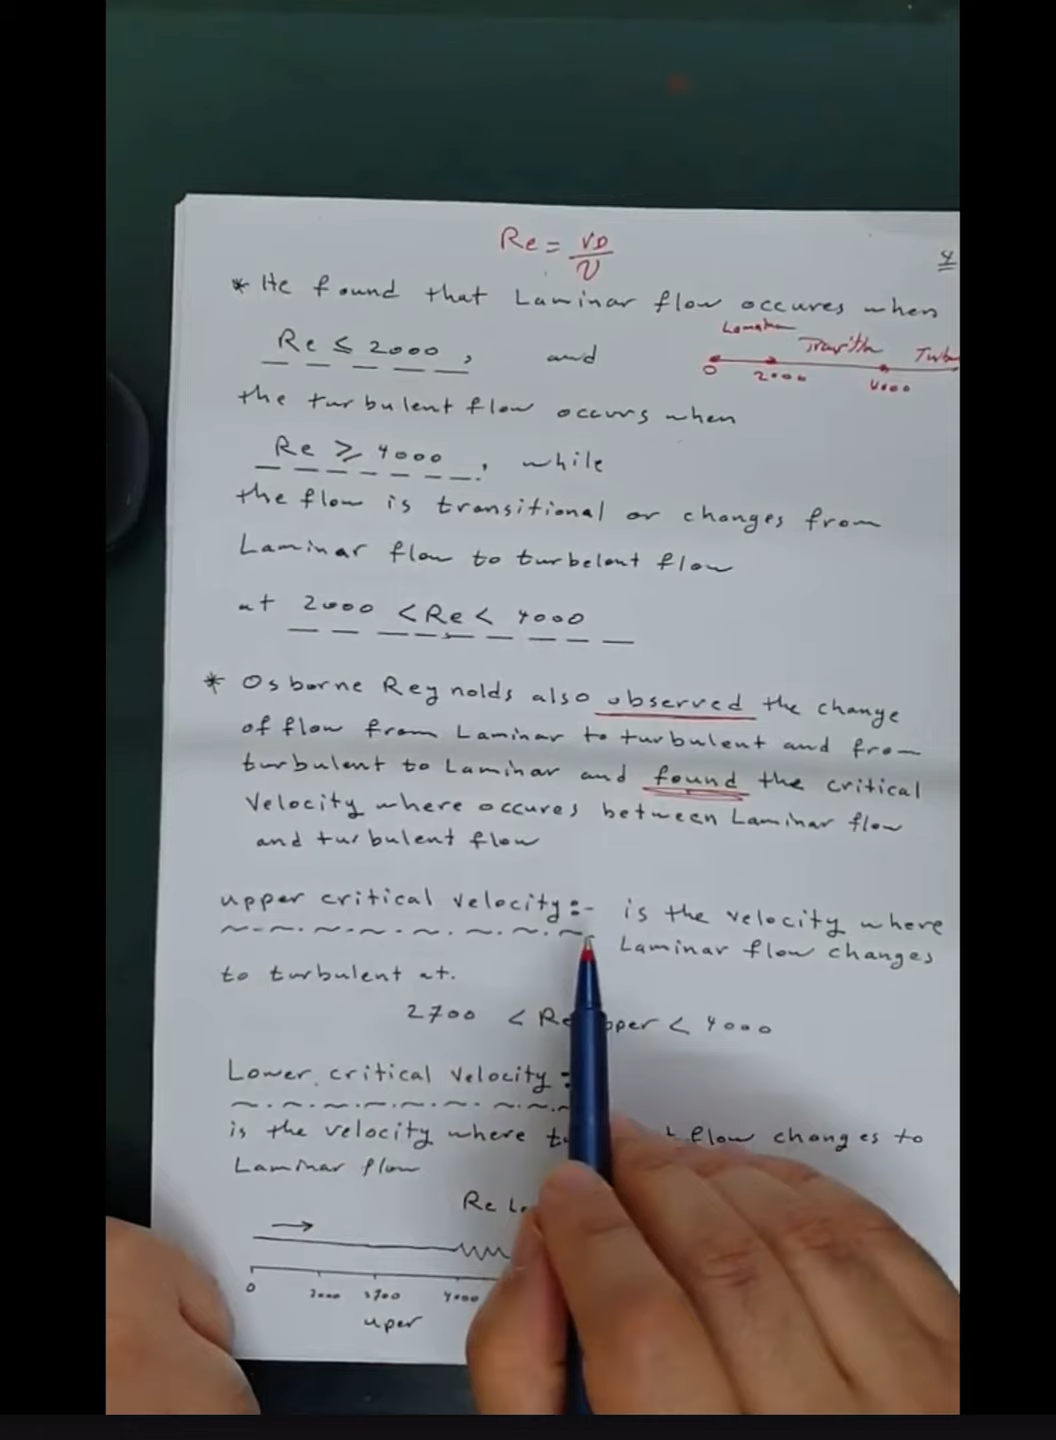 Re = VD
ν
4
* He found that Laminar flow occures when
Re ≤ 2000 , and
0 2000 4000
the turbulent flow occurs when
Re ≥ 4000 , while
the flow is transitional or changes from
Laminar flow to turbelout flow
at 2000 < Re < 4000
* Osborne Reynolds also observed the change
of flow from Laminar to turbulent and from
turbulent to Laminar and found the critical
Velocity where occures between Laminar flow
and turbulent flow
upper critical velocity :- is the velocity where
Laminar flow changes
to turbulent at.
2700 < Re < 4000
Lower critical velocity :
is the velocity where flow changes to
Laminar flow
Re
0 2000 2700 4000
uper